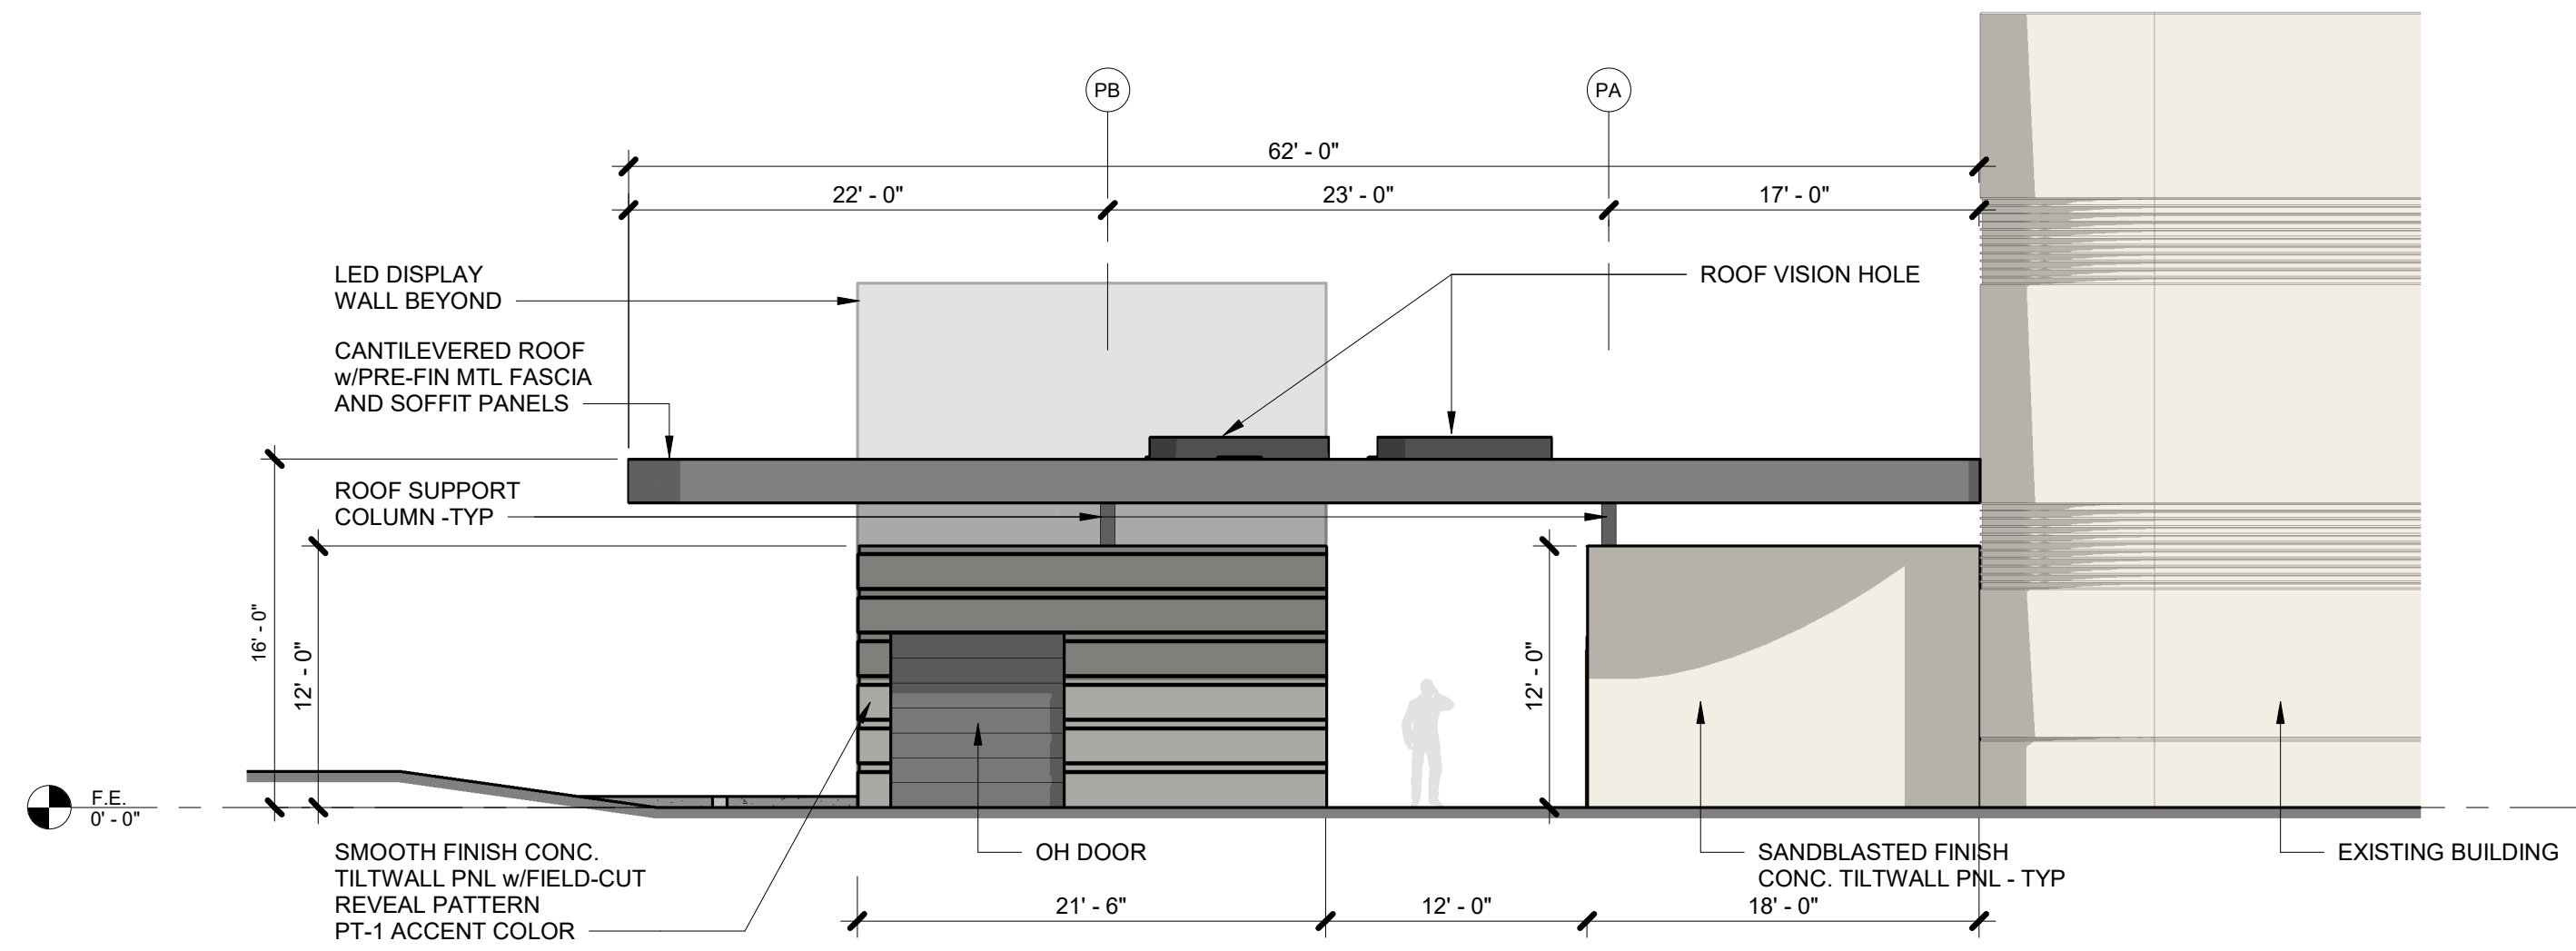 PB
PA
62' - 0"
22' - 0"
23' - 0"
17' - 0"
LED DISPLAY
WALL BEYOND
ROOF VISION HOLE
CANTILEVERED ROOF
w/PRE-FIN MTL FASCIA
AND SOFFIT PANELS
ROOF SUPPORT
COLUMN -TYP
16' - 0"
12' - 0"
12' - 0"
F.E.
0' - 0"
SMOOTH FINISH CONC.
TILTWALL PNL w/FIELD-CUT
REVEAL PATTERN
PT-1 ACCENT COLOR
OH DOOR
SANDBLASTED FINISH
CONC. TILTWALL PNL - TYP
EXISTING BUILDING
21' - 6"
12' - 0"
18' - 0"